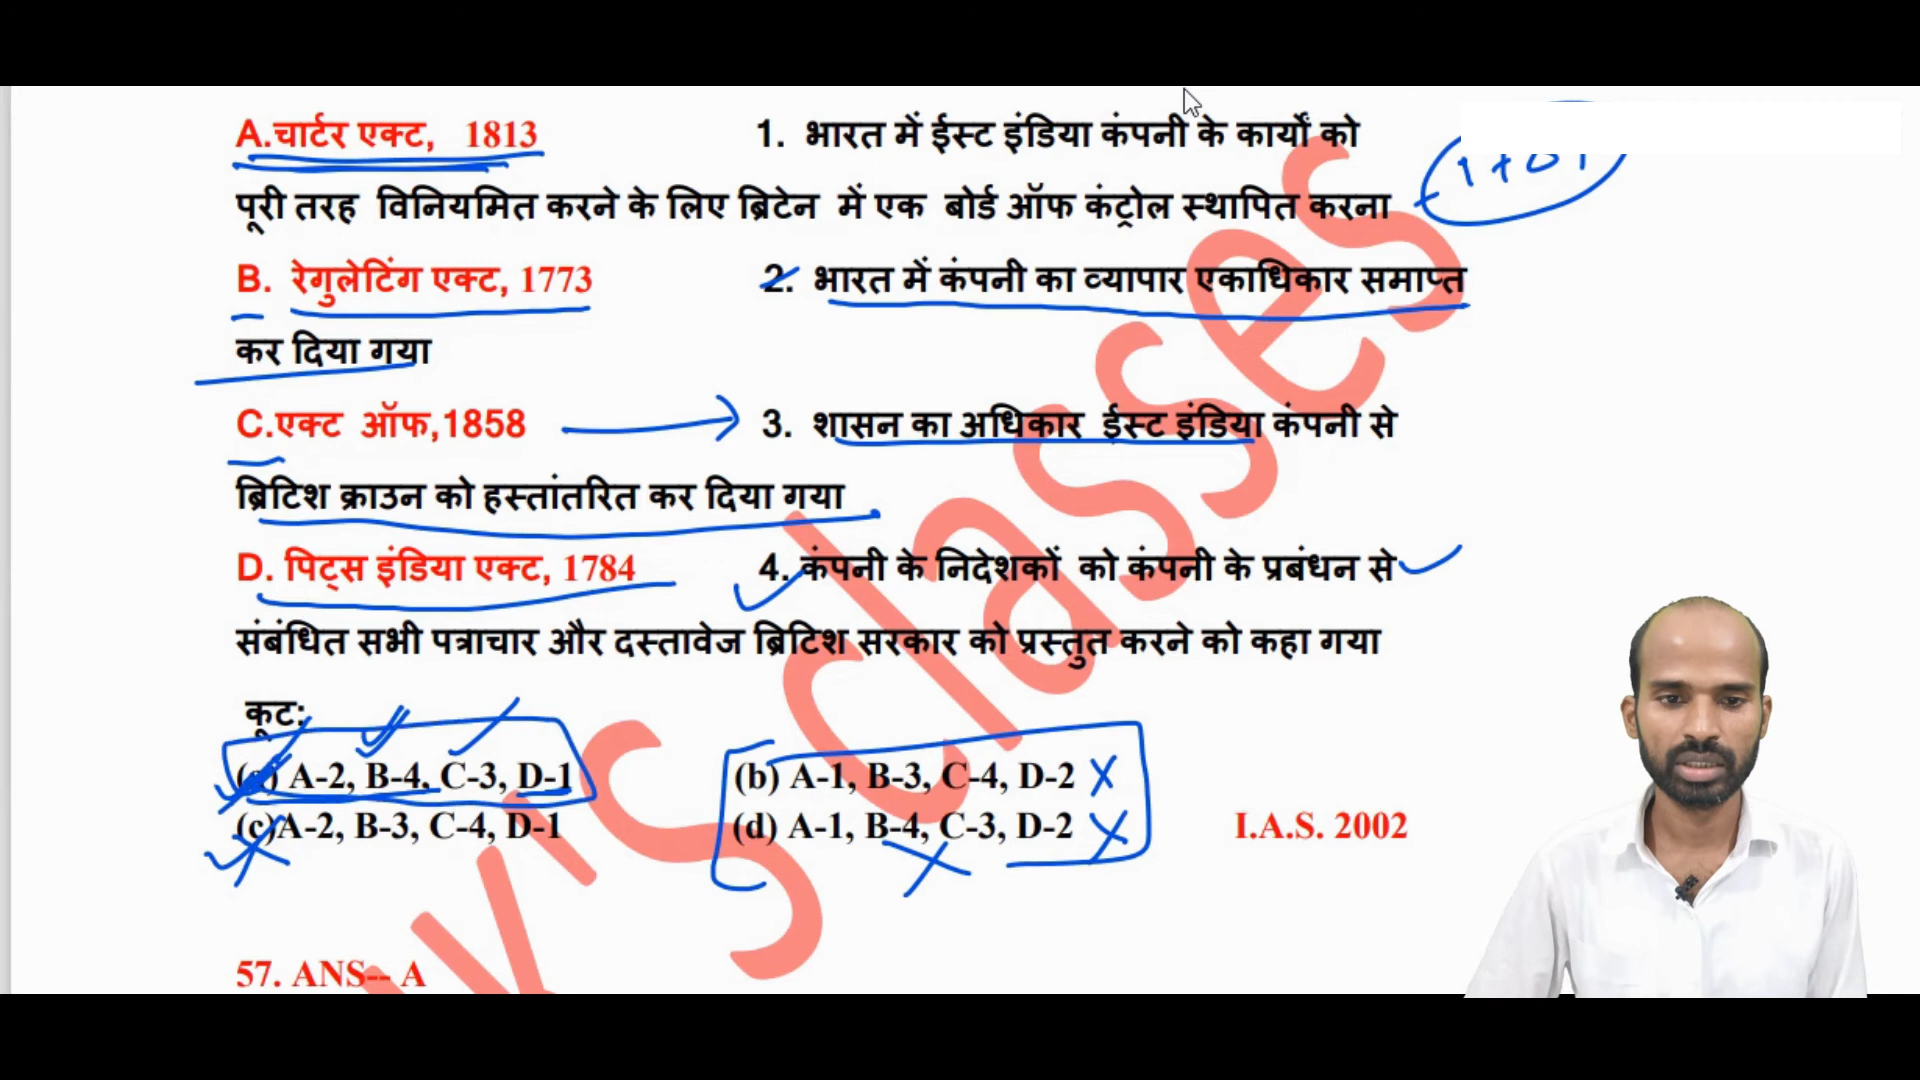 A.चार्टर एक्ट, 1813 1. भारत में ईस्ट इंडिया कंपनी के कार्यों को
पूरी तरह विनियमित करने के लिए ब्रिटेन में एक बोर्ड ऑफ कंट्रोल स्थापित करना
B. रेगुलेटिंग एक्ट, 1773 2. भारत में कंपनी का व्यापार एकाधिकार समाप्त
कर दिया गया
C.एक्ट ऑफ,1858 3. शासन का अधिकार ईस्ट इंडिया कंपनी से
ब्रिटिश क्राउन को हस्तांतरित कर दिया गया
D. पिट्स इंडिया एक्ट, 1784 4. कंपनी के निदेशकों को कंपनी के प्रबंधन से
संबंधित सभी पत्राचार और दस्तावेज ब्रिटिश सरकार को प्रस्तुत करने को कहा गया
कूट:
(a) A-2, B-4, C-3, D-1 (b) A-1, B-3, C-4, D-2
(c)A-2, B-3, C-4, D-1 (d) A-1, B-4, C-3, D-2 I.A.S. 2002
57. ANS-- A
K'S classes